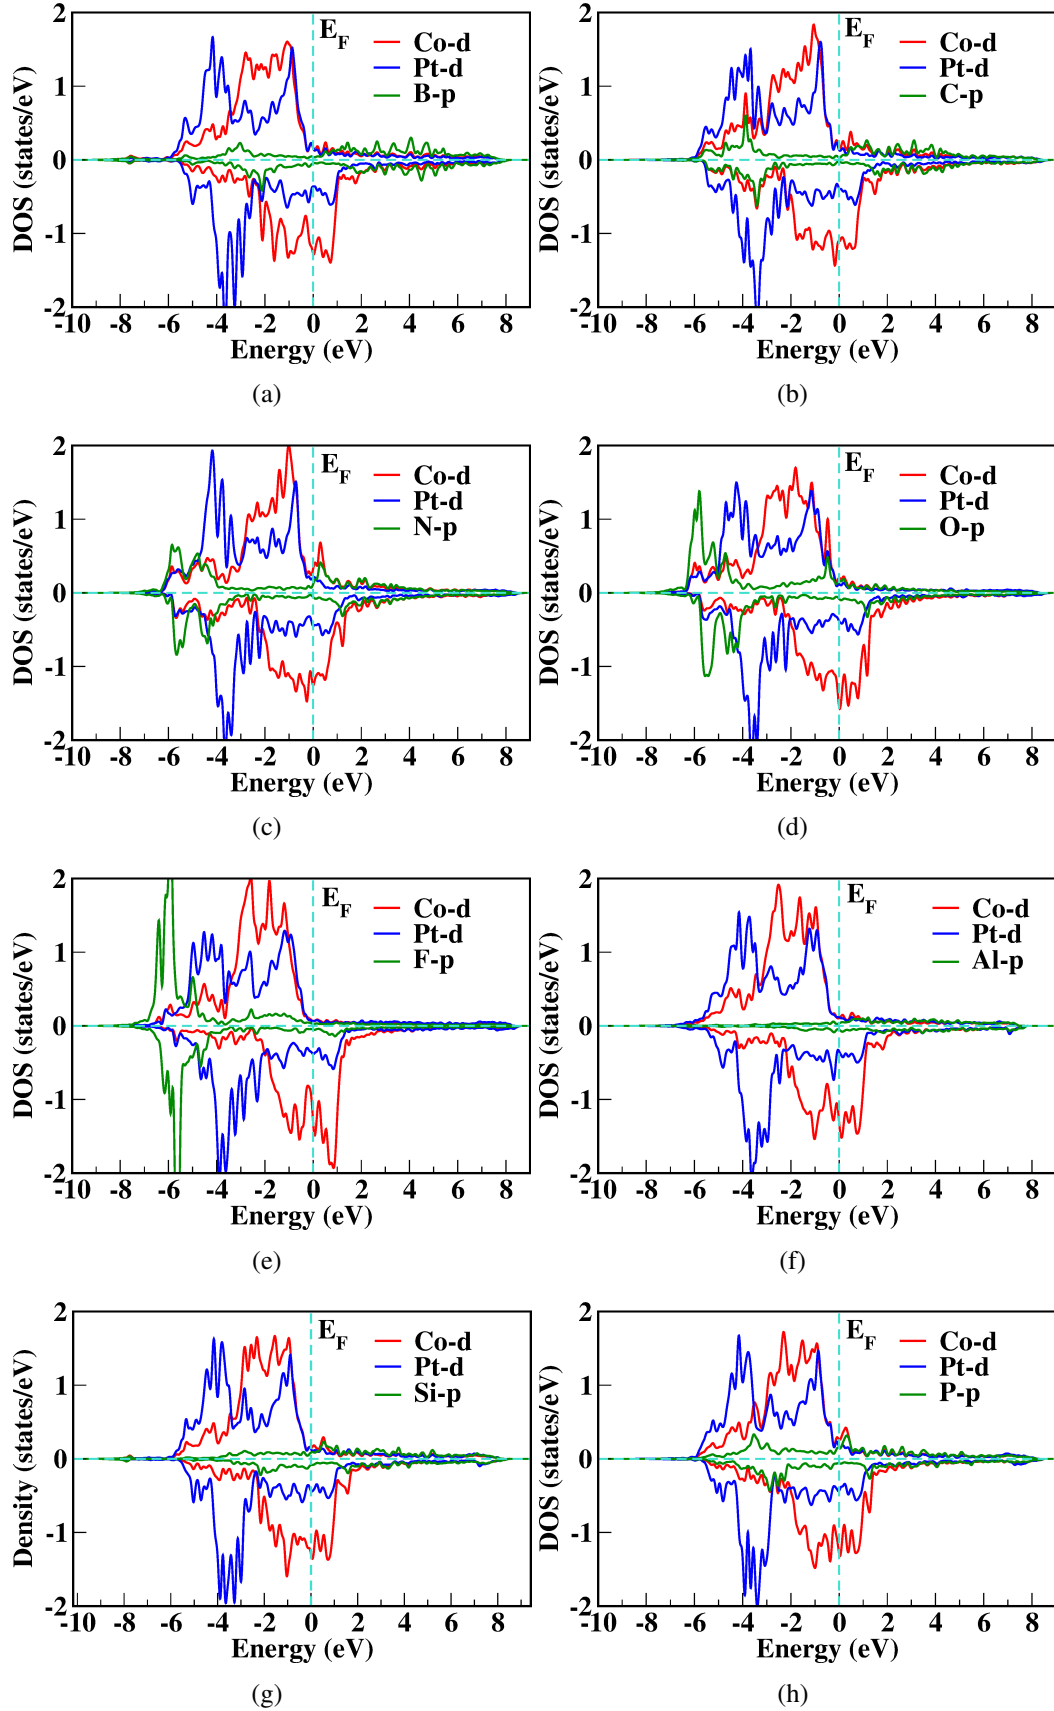 2
1
0
-1
-2
DOS (states/eV)
E_F
Co-d
Pt-d
B-p
-10 -8 -6 -4 -2 0 2 4 6 8
Energy (eV)
(a)
2
1
0
-1
-2
DOS (states/eV)
E_F
Co-d
Pt-d
C-p
-10 -8 -6 -4 -2 0 2 4 6 8
Energy (eV)
(b)
2
1
0
-1
-2
DOS (states/eV)
E_F
Co-d
Pt-d
N-p
-10 -8 -6 -4 -2 0 2 4 6 8
Energy (eV)
(c)
2
1
0
-1
-2
DOS (states/eV)
E_F
Co-d
Pt-d
O-p
-10 -8 -6 -4 -2 0 2 4 6 8
Energy (eV)
(d)
2
1
0
-1
-2
DOS (states/eV)
E_F
Co-d
Pt-d
F-p
-10 -8 -6 -4 -2 0 2 4 6 8
Energy (eV)
(e)
2
1
0
-1
-2
DOS (states/eV)
E_F
Co-d
Pt-d
Al-p
-10 -8 -6 -4 -2 0 2 4 6 8
Energy (eV)
(f)
2
1
0
-1
-2
Density (states/eV)
E_F
Co-d
Pt-d
Si-p
-10 -8 -6 -4 -2 0 2 4 6 8
Energy (eV)
(g)
2
1
0
-1
-2
DOS (states/eV)
E_F
Co-d
Pt-d
P-p
-10 -8 -6 -4 -2 0 2 4 6 8
Energy (eV)
(h)